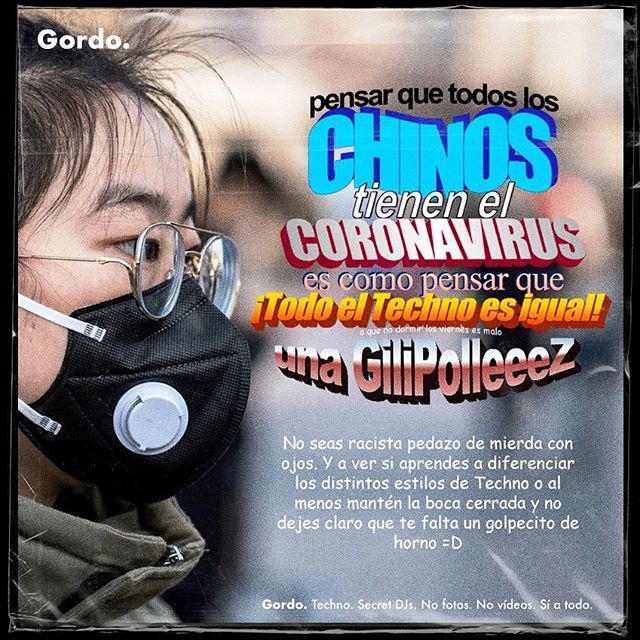 Gordo.
pensar que todos los
CHINOS
tienen el
CORONAVIRUS
es como pensar que
¡Todo el Techno es igual!
o que no dormir los viernes es malo
una GiliPolleeeZ
No seas racista pedazo de mierda con
ojos. Y a ver si aprendes a diferenciar
los distintos estilos de Techno o al
menos mantén la boca cerrada y no
dejes claro que te falta un golpecito de
horno =D
Gordo. Techno. Secret DJs. No fotos. No vídeos. Sí a todo.